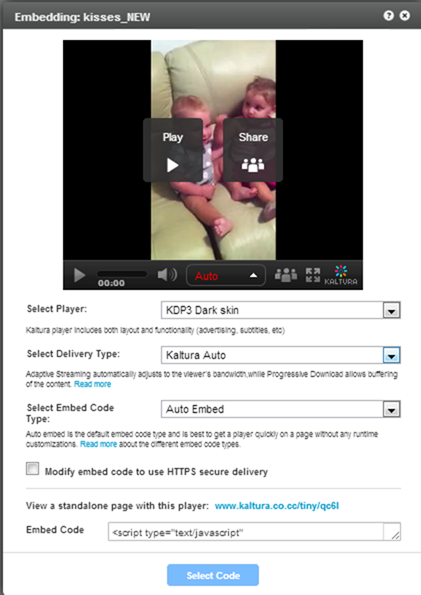 Embedding: kisses_NEW
Play
Share
00:00
Auto
KALTURA
Select Player:
KDP3 Dark skin
Kaltura player includes both layout and functionality (advertising, subtitles, etc)
Select Delivery Type:
Kaltura Auto
Adaptive Streaming automatically adjusts to the viewer's bandwidth,while Progressive Download allows buffering
of the content. Read more
Select Embed Code
Type:
Auto Embed
Auto embed is the default embed code type and is best to get a player quickly on a page without any runtime
customizations. Read more about the different embed code types.
Modify embed code to use HTTPS secure delivery
View a standalone page with this player: www.kaltura.co.cc/tiny/qc6l
Embed Code
<script type="text/javascript"
Select Code